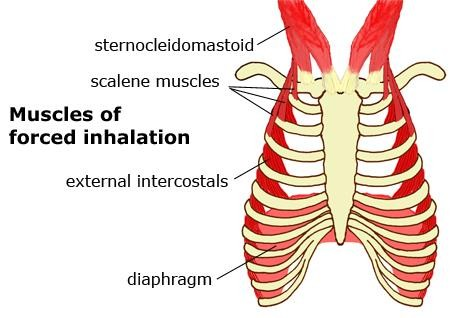 sternocleidomastoid
scalene muscles
Muscles of
forced inhalation
external intercostals
diaphragm